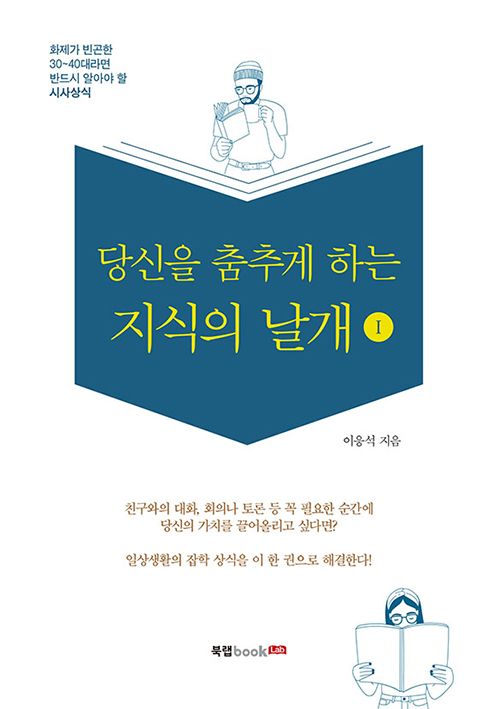 화제가 빈곤한
30~40대라면
반드시 알아야 할
시사상식
당신을 춤추게 하는
지식의 날개 I
이응석 지음
친구와의 대화, 회의나 토론 등 꼭 필요한 순간에
당신의 가치를 끌어올리고 싶다면?
일상생활의 잡학 상식을 이 한 권으로 해결한다!
북랩 book Lab